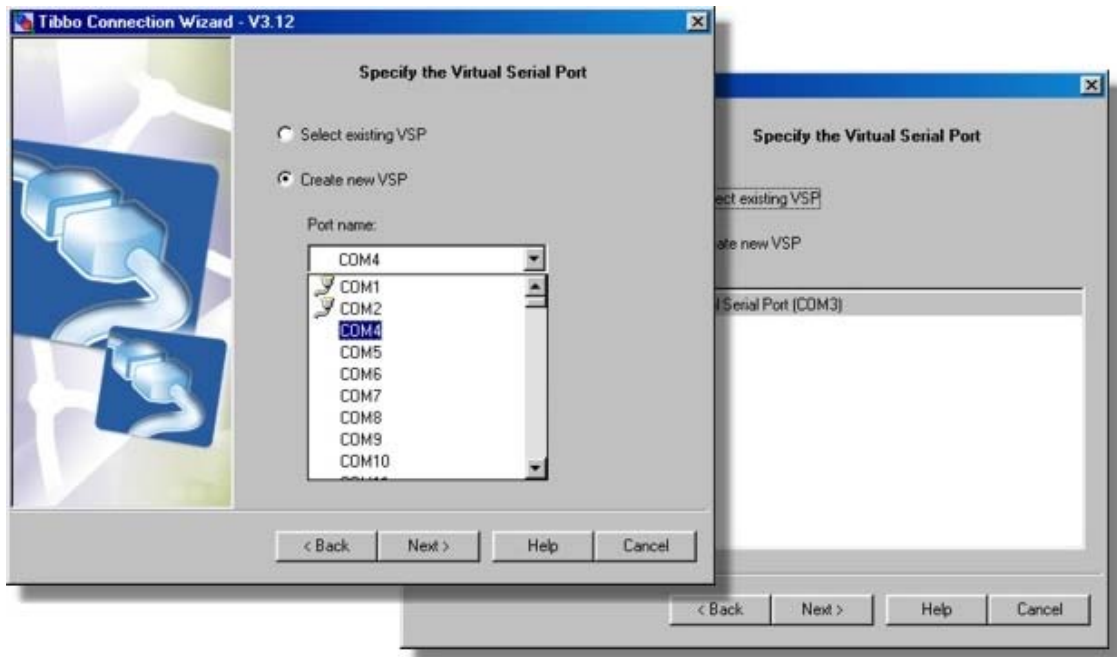 Tibbo Connection Wizard - V3.12
Specify the Virtual Serial Port
Select existing VSP
Create new VSP
Port name:
COM4
COM1
COM2
COM4
COM5
COM6
COM7
COM8
COM9
COM10
< Back
Next >
Help
Cancel
Specify the Virtual Serial Port
existing VSP
new VSP
Serial Port (COM3)
< Back
Next >
Help
Cancel